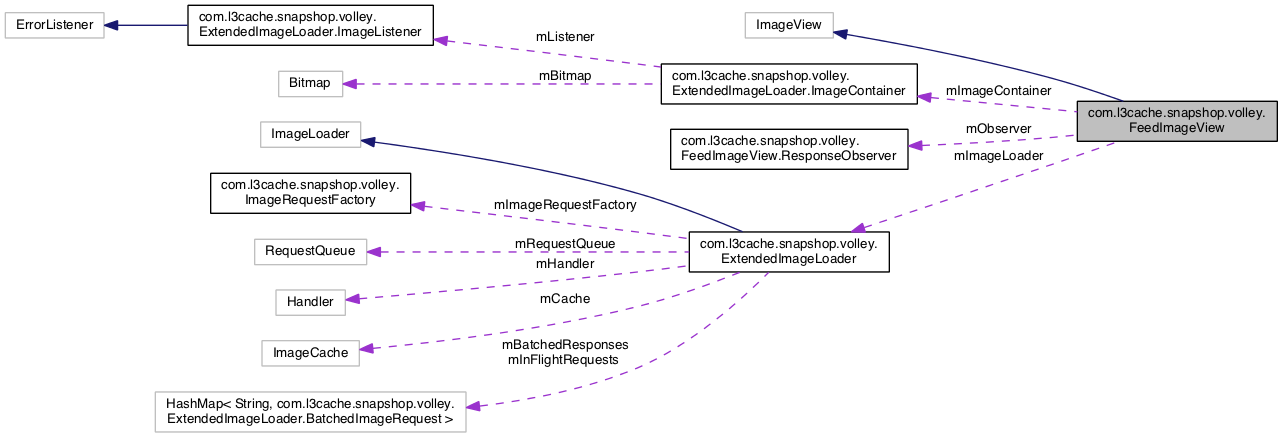 ErrorListener
com.l3cache.snapshop.volley.
ExtendedImageLoader.ImageListener
ImageView
mListener
Bitmap
mBitmap
com.l3cache.snapshop.volley.
ExtendedImageLoader.ImageContainer
mImageContainer
com.l3cache.snapshop.volley.
FeedImageView
ImageLoader
com.l3cache.snapshop.volley.
FeedImageView.ResponseObserver
mObserver
mImageLoader
com.l3cache.snapshop.volley.
ImageRequestFactory
mImageRequestFactory
RequestQueue
mRequestQueue
com.l3cache.snapshop.volley.
ExtendedImageLoader
mHandler
Handler
mCache
ImageCache
mBatchedResponses
mInFlightRequests
HashMap< String, com.l3cache.snapshop.volley.
ExtendedImageLoader.BatchedImageRequest >